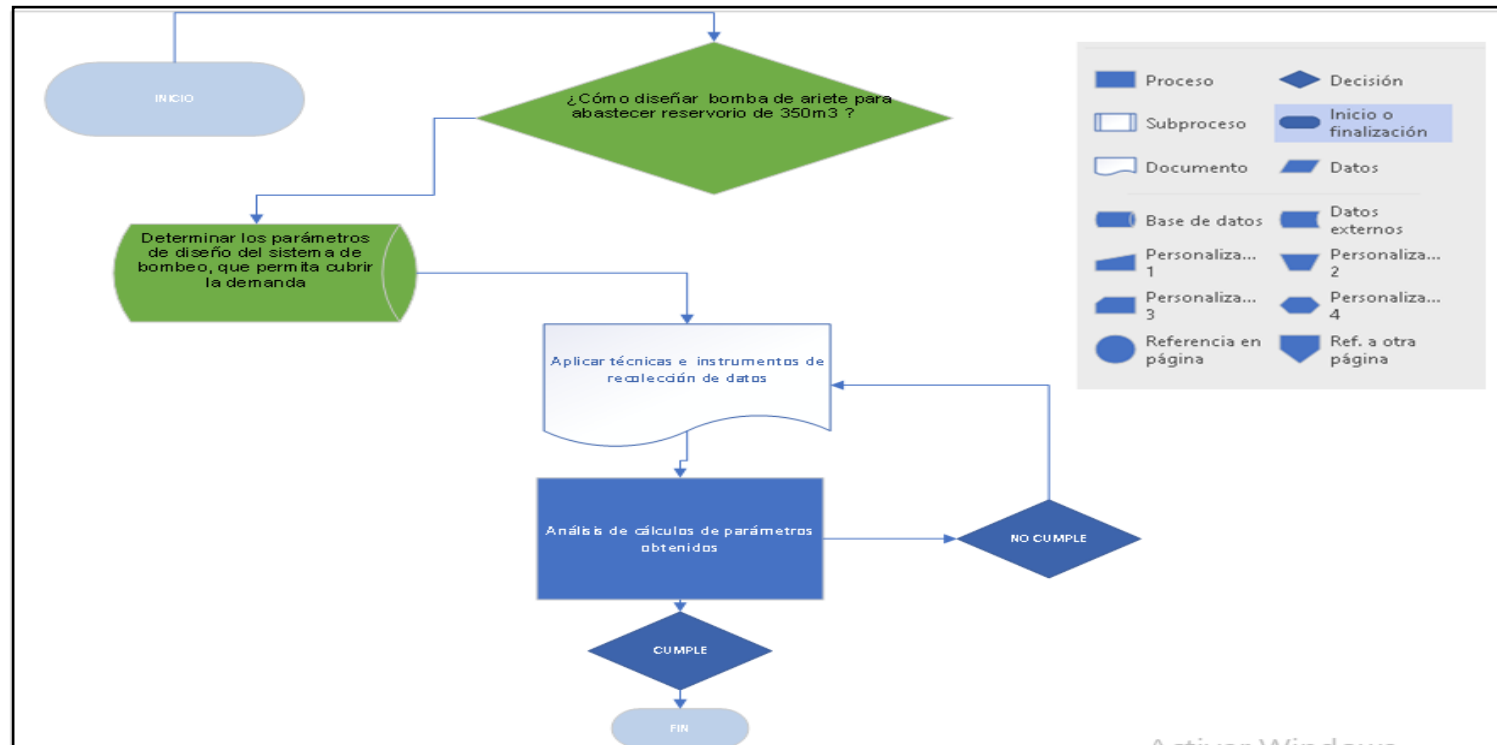 INICIO
¿Cómo diseñar bomba de ariete para
abastecer reservorio de 350m3 ?
Determinar los parámetros
de diseño del sistema de
bombeo, que permita cubrir
la demanda
Aplicar técnicas e instrumentos de
recolección de datos
Análisis de cálculos de parámetros
obtenidos
NO CUMPLE
CUMPLE
FIN
Proceso
Decisión
Subproceso
Inicio o
finalización
Documento
Datos
Base de datos
Datos
externos
Personaliza...
1
Personaliza...
2
Personaliza...
3
Personaliza...
4
Referencia en
página
Ref. a otra
página
Activar Windows